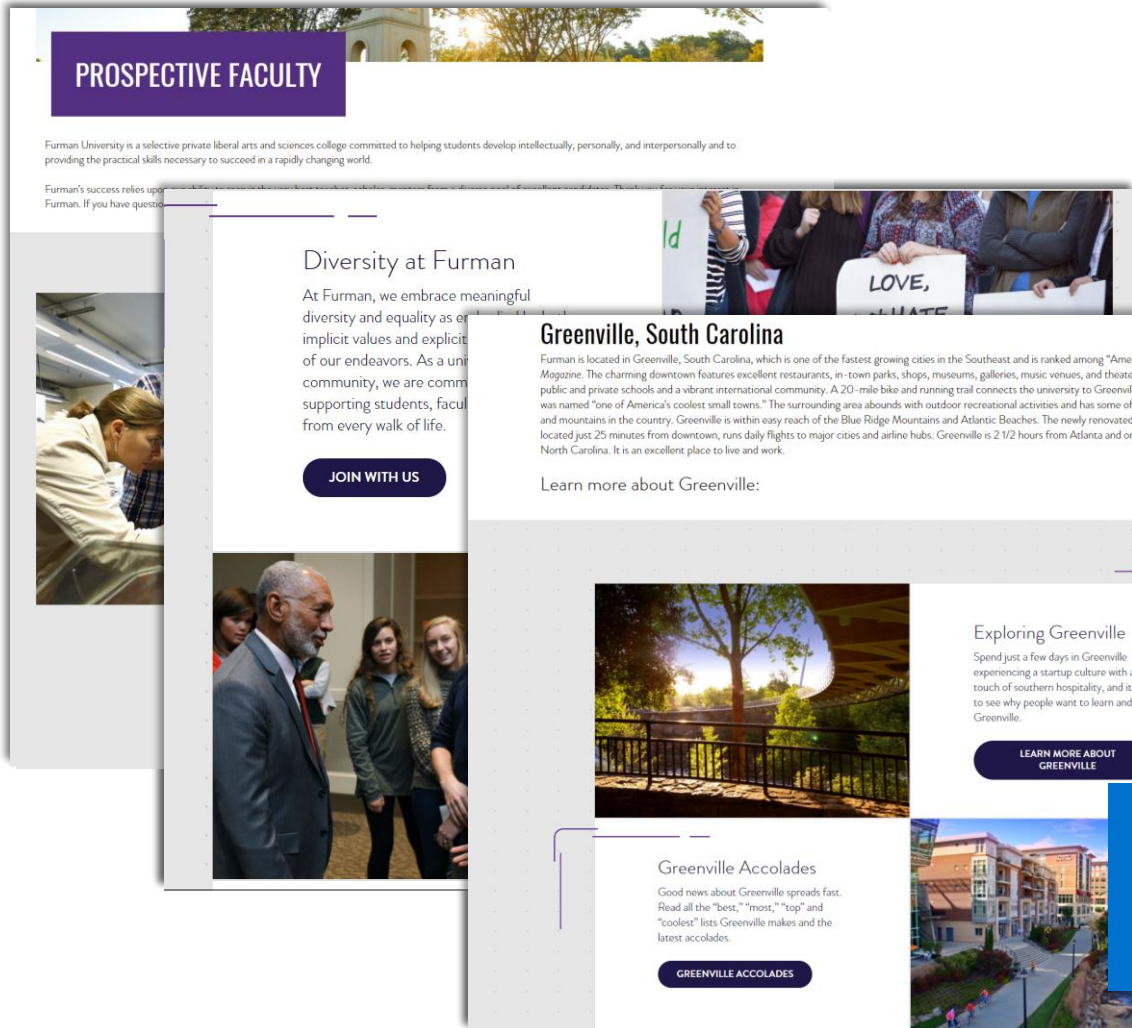 PROSPECTIVE FACULTY
Furman University is a selective private liberal arts and sciences college committed to helping students develop intellectually, personally, and interpersonally and to
providing the practical skills necessary to succeed in a rapidly changing world.
Furman's success relies upon
Furman. If you have
Diversity at Furman
At Furman, we embrace meaningful
diversity and equality as
implicit values and explicit
of our endeavors. As a
community, we are
supporting students,
from every walk of life.
JOIN WITH US
LOVE,
HATE
Greenville, South Carolina
Furman is located in Greenville, South Carolina, which is one of the fastest growing cities in the Southeast and is ranked among "Ame
Magazine. The charming downtown features excellent restaurants, in-town parks, shops, museums, galleries, music venues, and theate
public and private schools and a vibrant international community. A 20-mile bike and running trail connects the university to Greenvil
was named "one of America's coolest small towns." The surrounding area abounds with outdoor recreational activities and has some of
and mountains in the country. Greenville is within easy reach of the Blue Ridge Mountains and Atlantic Beaches. The newly renovated
located just 25 minutes from downtown, runs daily flights to major cities and airline hubs. Greenville is 2 1/2 hours from Atlanta and or
North Carolina. It is an excellent place to live and work.
Learn more about Greenville:
Exploring Greenville
Spend just a few days in Greenville
experiencing a startup culture with a
touch of southern hospitality, and it
to see why people want to learn and
Greenville.
LEARN MORE ABOUT
GREENVILLE
Greenville Accolades
Good news about Greenville spreads fast.
Read all the "best," "most," "top" and
"coolest" lists Greenville makes and the
latest accolades.
GREENVILLE ACCOLADES